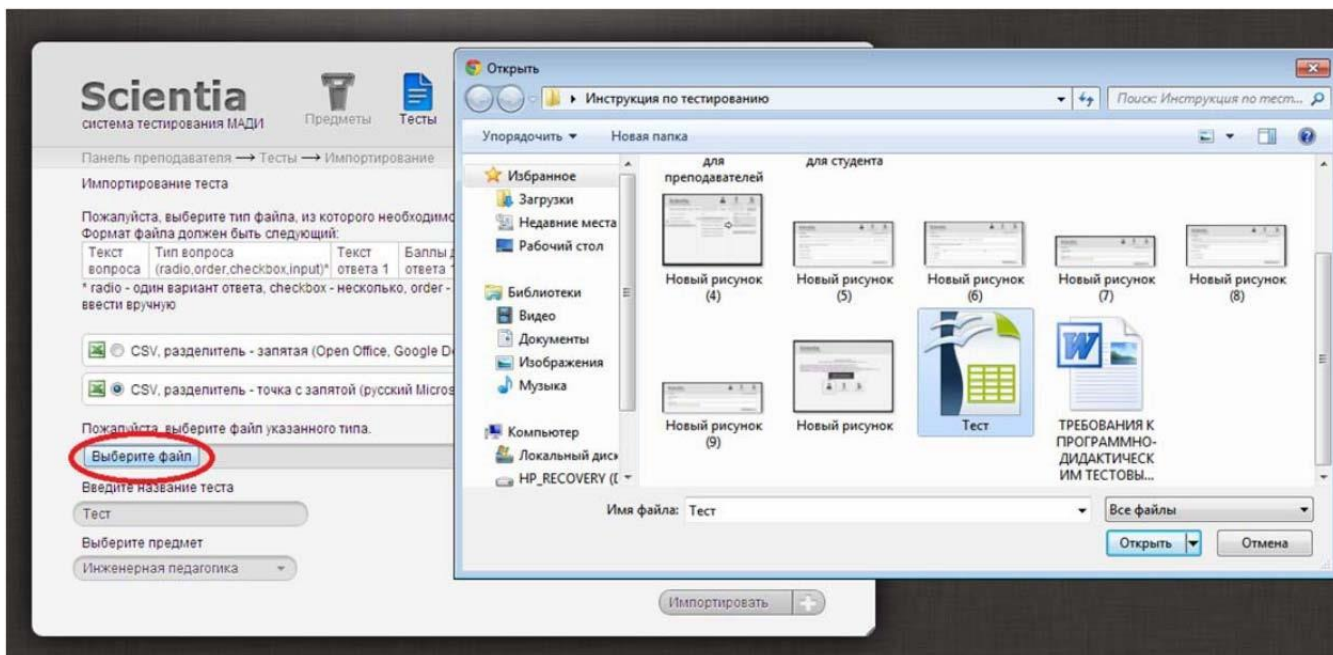 Scientia
система тестирования МАДИ
Предметы
Тесты
Панель преподавателя → Тесты → Импортирование
Импортирование теста
Пожалуйста, выберите тип файла, из которого необходимо
Формат файла должен быть следующий:
Текст вопроса
Тип вопроса (radio,order,checkbox,input)*
Текст ответа 1
Баллы
ответа
* radio - один вариант ответа, checkbox - несколько, order -
ввести вручную
CSV, разделитель - запятая (Open Office, Google
CSV, разделитель - точка с запятой (русский
Пожалуйста, выберите файл указанного типа.
Выберите файл
Введите название теста
Тест
Выберите предмет
Инженерная педагогика
Импортировать
Открыть
Инструкция по тестированию
Поиск: Инструкция по тест...
Упорядочить
Новая папка
Избранное
Загрузки
Недавние места
Рабочий стол
Библиотеки
Видео
Документы
Изображения
Музыка
Компьютер
Локальный диск
HP_RECOVERY
для
преподавателей
для студента
Новый рисунок
(4)
Новый рисунок
(5)
Новый рисунок
(6)
Новый рисунок
(7)
Новый рисунок
(8)
Новый рисунок
(9)
Новый рисунок
Тест
ТРЕБОВАНИЯ К
ПРОГРАММНО-
ДИДАКТИЧЕСК
ИМ ТЕСТОВЫ...
Имя файла: Тест
Все файлы
Открыть
Отмена